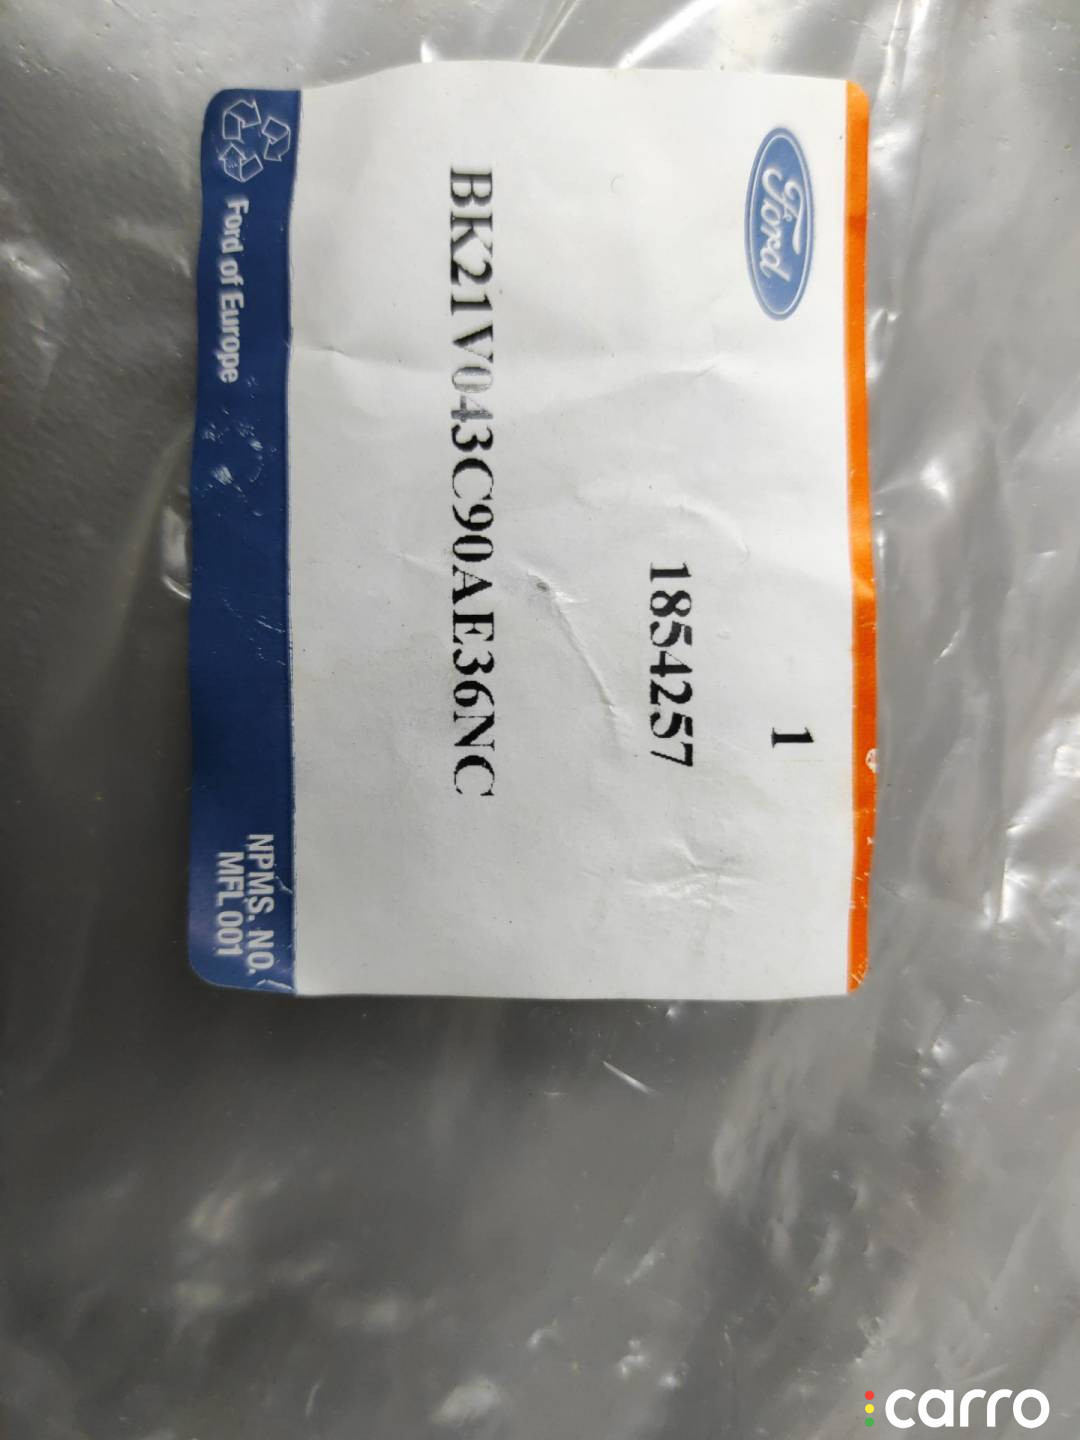 Ford
1
1854257
BK21V043C90AE36NC
Ford of Europe
NPMS. NO.
MFL 001
carro